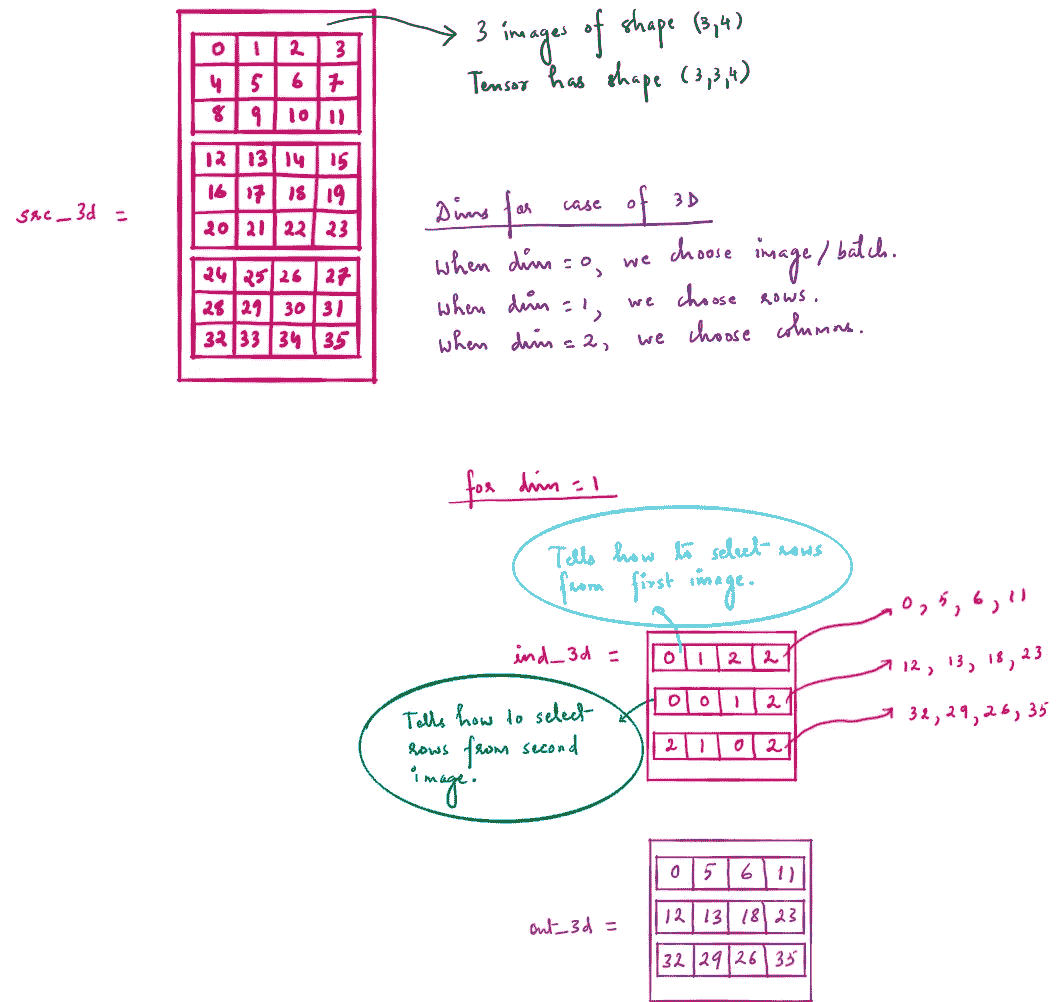 3 images of shape (3,4)
Tensor has shape (3,3,4)
src_3d =
0 1 2 3
4 5 6 7
8 9 10 11
12 13 14 15
16 17 18 19
20 21 22 23
24 25 26 27
28 29 30 31
32 33 34 35
Dims for case of 3D
When dim = 0, we choose image/batch.
When dim = 1, we choose rows.
When dim = 2, we choose columns.
for dim = 1
Tells how to select rows
from first image.
ind_3d =
0 1 2 2
0, 5, 6, 11
0 0 1 2
12, 13, 18, 23
2 1 0 2
32, 29, 26, 35
Tells how to select
rows from second
image.
out_3d =
0 5 6 11
12 13 18 23
32 29 26 35